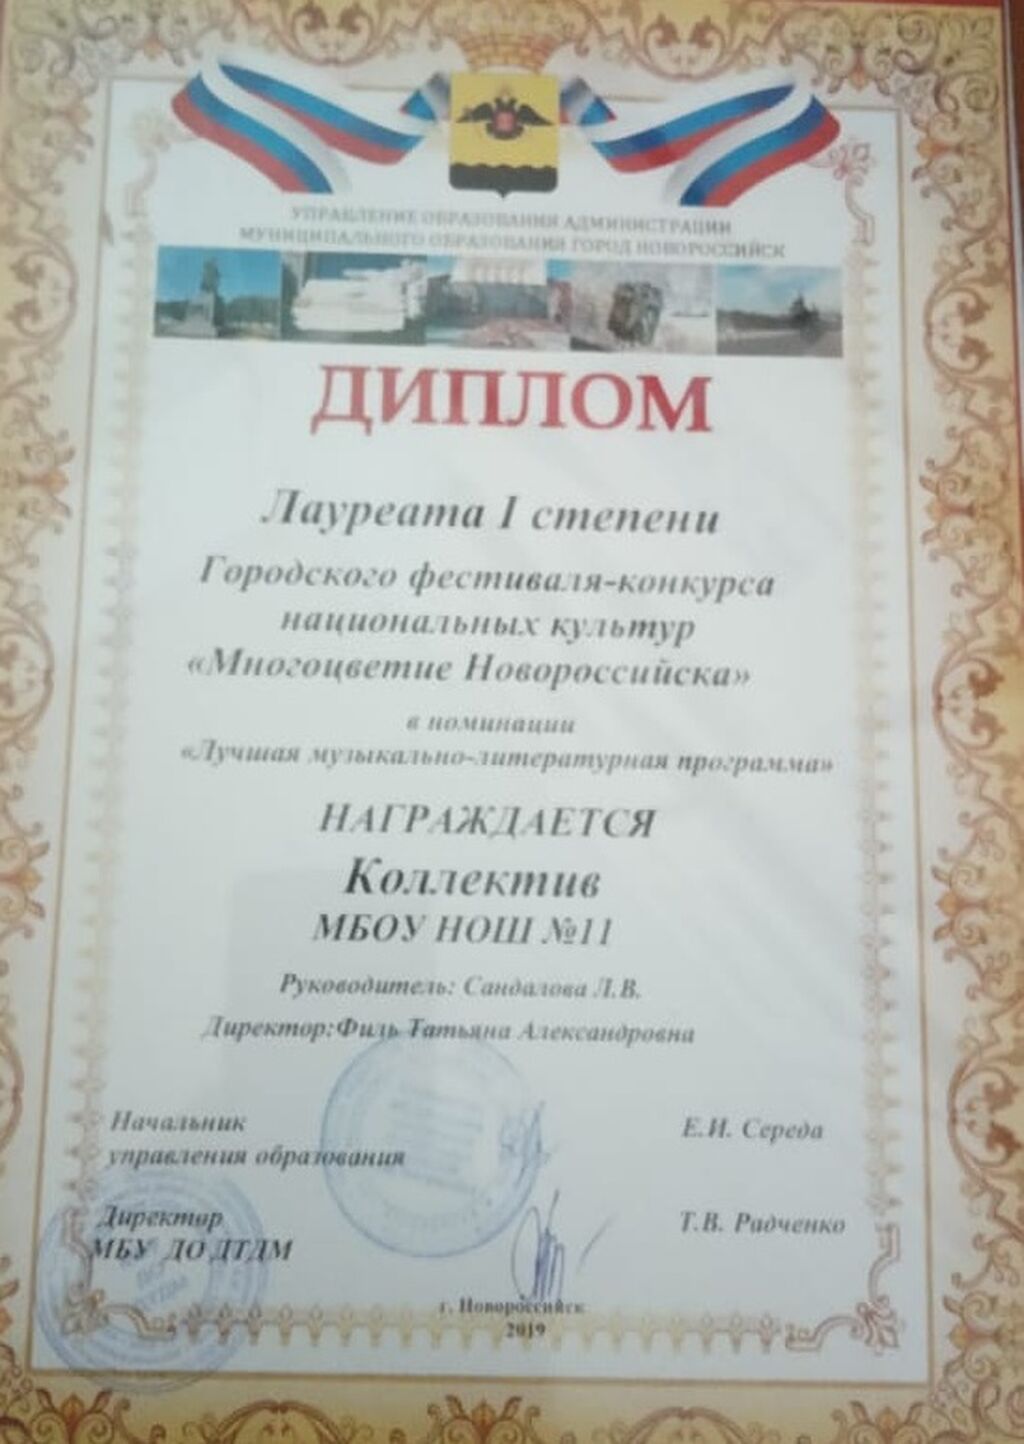 УПРАВЛЕНИЕ ОБРАЗОВАНИЯ АДМИНИСТРАЦИИ
МУНИЦИПАЛЬНОГО ОБРАЗОВАНИЯ ГОРОД НОВОРОССИЙСК
ДИПЛОМ
Лауреата I степени
Городского фестиваля-конкурса
национальных культур
«Многоцветие Новороссийска»
в номинации
«Лучшая музыкально-литературная программа»
НАГРАЖДАЕТСЯ
Коллектив
МБОУ НОШ №11
Руководитель: Сандалова Л.В.
Директор:Филь Татьяна Александровна
Начальник
управления образования
Е.И. Середа
Директор
МБУ ДО ДТДМ
Т.В. Радченко
г. Новороссийск
2019